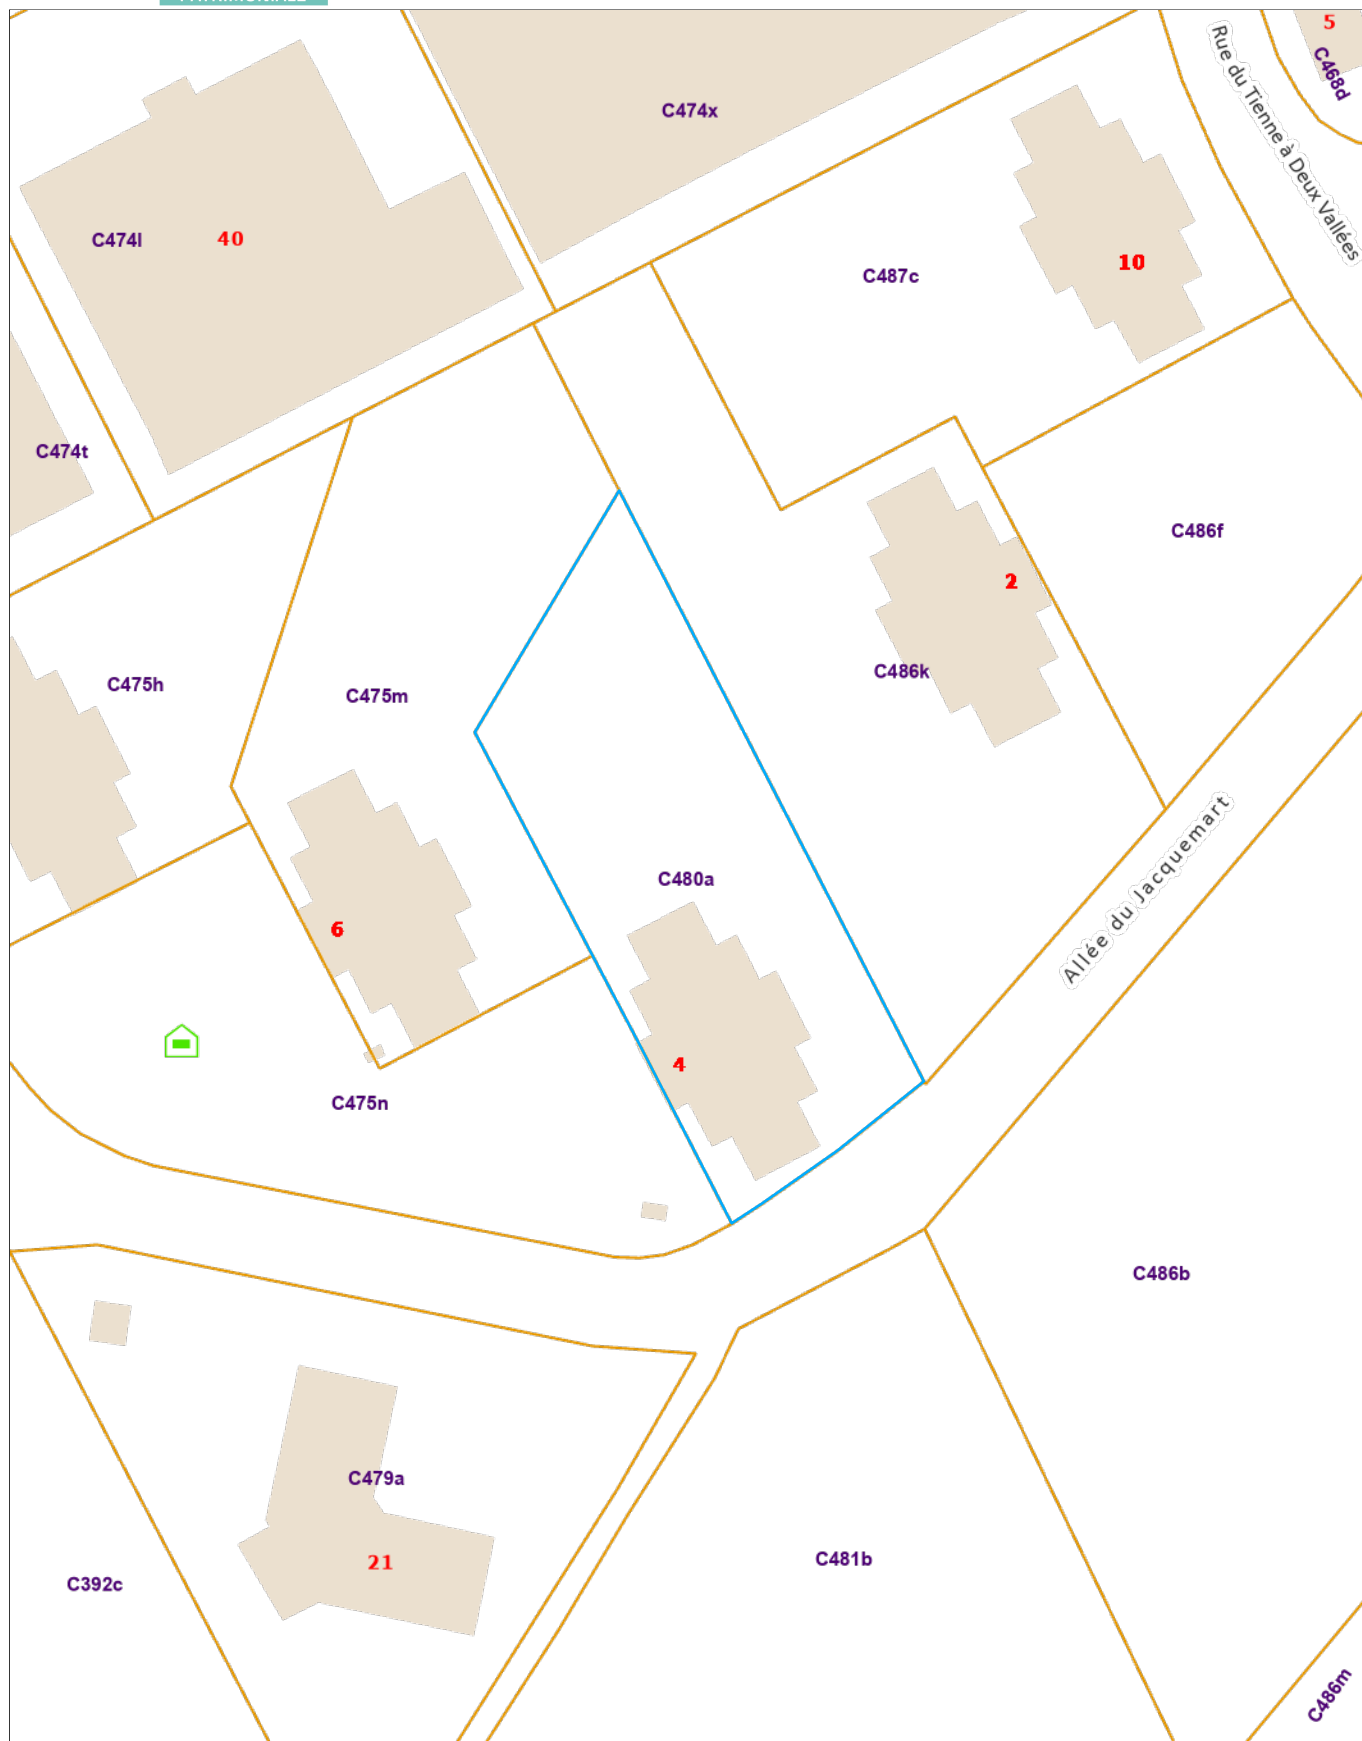 5
C468d
Rue du Tienne à Deux Vallées
C474x
C474l
40
10
C487c
C474t
C486f
2
C486k
C475h
C475m
Allée du Jacquemart
C480a
6
4
C475n
C486b
C479a
21
C481b
C392c
C486m